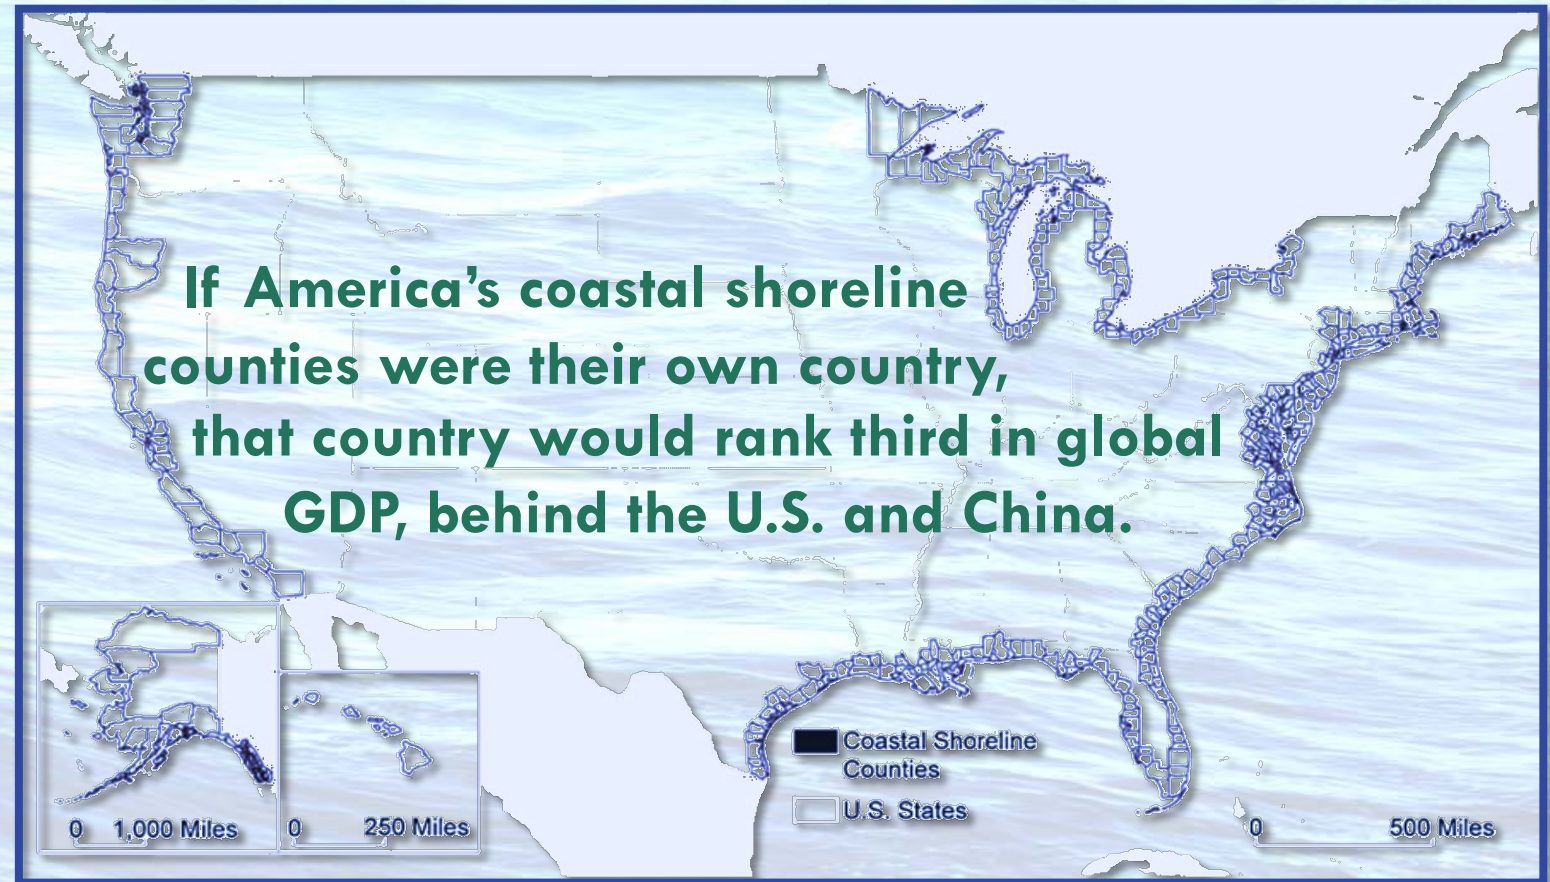 If America’s coastal shoreline
counties were their own country,
that country would rank third in global
GDP, behind the U.S. and China.
Coastal Shoreline
Counties
U.S. States
0 1,000 Miles
0 250 Miles
0 500 Miles